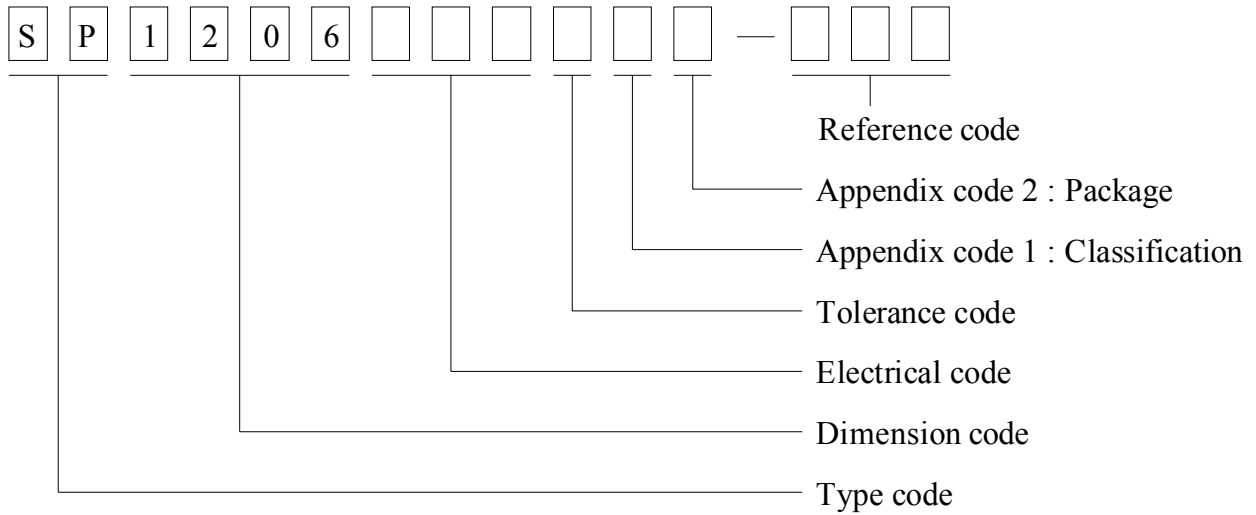 S P 1 2 0 6 —
Reference code
Appendix code 2 : Package
Appendix code 1 : Classification
Tolerance code
Electrical code
Dimension code
Type code